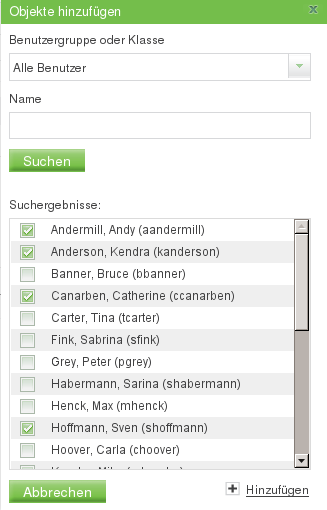 Objekte hinzufügen
Benutzergruppe oder Klasse
Alle Benutzer
Name
Suchen
Suchergebnisse:
Andermill, Andy (aandermill)
Anderson, Kendra (kanderson)
Banner, Bruce (bbanner)
Canarben, Catherine (ccanarben)
Carter, Tina (tcarter)
Fink, Sabrina (sfink)
Grey, Peter (pgrey)
Habermann, Sarina (shabermann)
Henck, Max (mhenck)
Hoffmann, Sven (shoffmann)
Hoover, Carla (choover)
Abbrechen
Hinzufügen